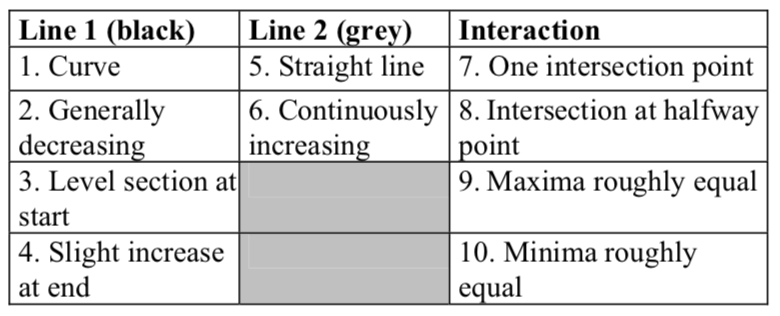 Line 1 (black) Line 2 (grey) Interaction
1. Curve 5. Straight line 7. One intersection point
2. Generally decreasing 6. Continuously increasing 8. Intersection at halfway point
3. Level section at start 9. Maxima roughly equal
4. Slight increase at end 10. Minima roughly equal